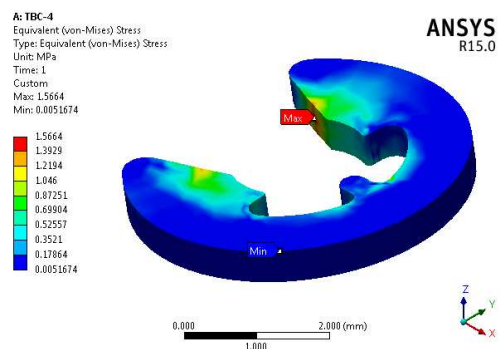 A: TBC-4
Equivalent (von-Mises) Stress
Type: Equivalent (von-Mises) Stress
Unit: MPa
Time: 1
Custom
Max: 1.5664
Min: 0.0051674
1.5664
1.3929
1.2194
1.046
0.87251
0.69904
0.52557
0.3521
0.17864
0.0051674
ANSYS
R15.0
Max
Min
0.000
2.000 (mm)
1.000
Z
Y
X